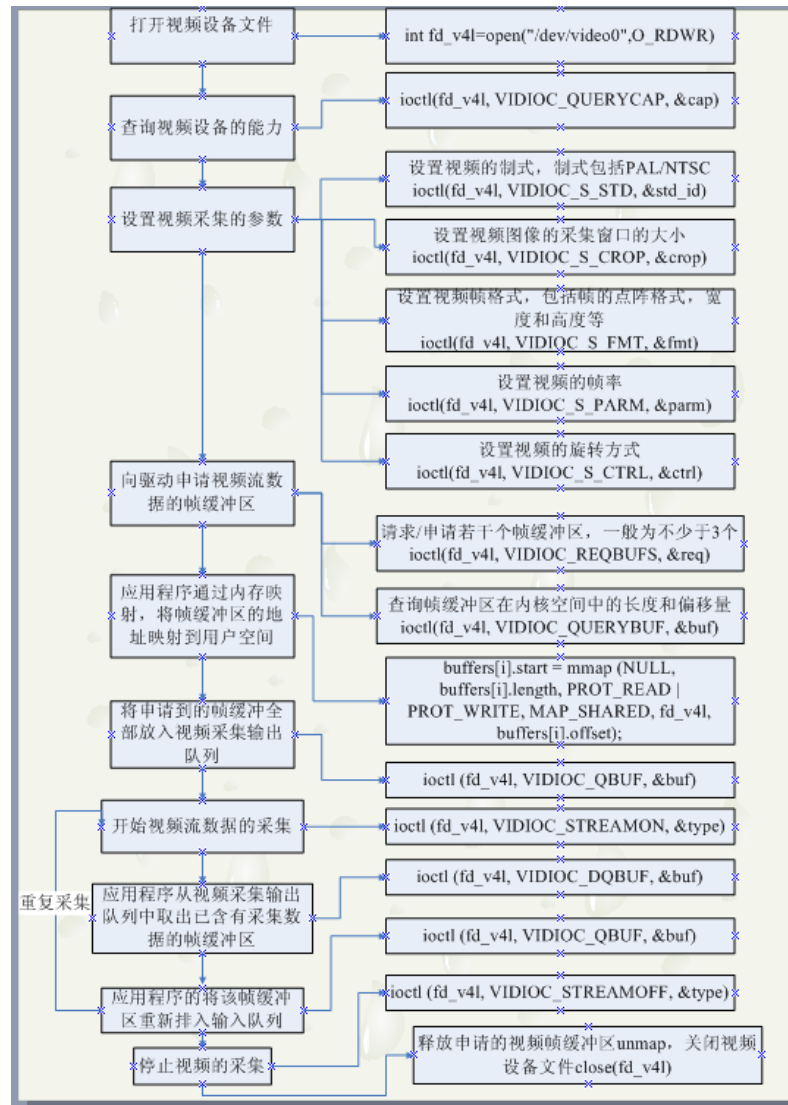 打开视频设备文件
int fd_v4l=open("/dev/video0",O_RDWR)
查询视频设备的能力
ioctl(fd_v4l, VIDIOC_QUERYCAP, &cap)
设置视频采集的参数
设置视频的制式，制式包括PAL/NTSC
ioctl(fd_v4l, VIDIOC_S_STD, &std_id)
设置视频图像的采集窗口的大小
ioctl(fd_v4l, VIDIOC_S_CROP, &crop)
设置视频帧格式，包括帧的点阵格式，宽
度和高度等
ioctl(fd_v4l, VIDIOC_S_FMT, &fmt)
设置视频的帧率
ioctl(fd_v4l, VIDIOC_S_PARM, &parm)
设置视频的旋转方式
ioctl(fd_v4l, VIDIOC_S_CTRL, &ctrl)
向驱动申请视频流数
据的帧缓冲区
请求/申请若干个帧缓冲区，一般为不少于3个
ioctl(fd_v4l, VIDIOC_REQBUFS, &req)
查询帧缓冲区在内核空间中的长度和偏移量
ioctl(fd_v4l, VIDIOC_QUERYBUF, &buf)
应用程序通过内存映
射，将帧缓冲区的地
址映射到用户空间
buffers[i].start = mmap (NULL,
buffers[i].length, PROT_READ |
PROT_WRITE, MAP_SHARED, fd_v4l,
buffers[i].offset);
将申请到的帧缓冲全
部放入视频采集输出
队列
ioctl (fd_v4l, VIDIOC_QBUF, &buf)
开始视频流数据的采集
ioctl (fd_v4l, VIDIOC_STREAMON, &type)
重复采集
应用程序从视频采集输出
队列中取出已含有采集数
据的帧缓冲区
ioctl (fd_v4l, VIDIOC_DQBUF, &buf)
应用程序的将该帧缓冲
区重新排入输入队列
ioctl (fd_v4l, VIDIOC_QBUF, &buf)
停止视频的采集
ioctl (fd_v4l, VIDIOC_STREAMOFF, &type)
释放申请的视频帧缓冲区unmap，关闭视频
设备文件close(fd_v4l)